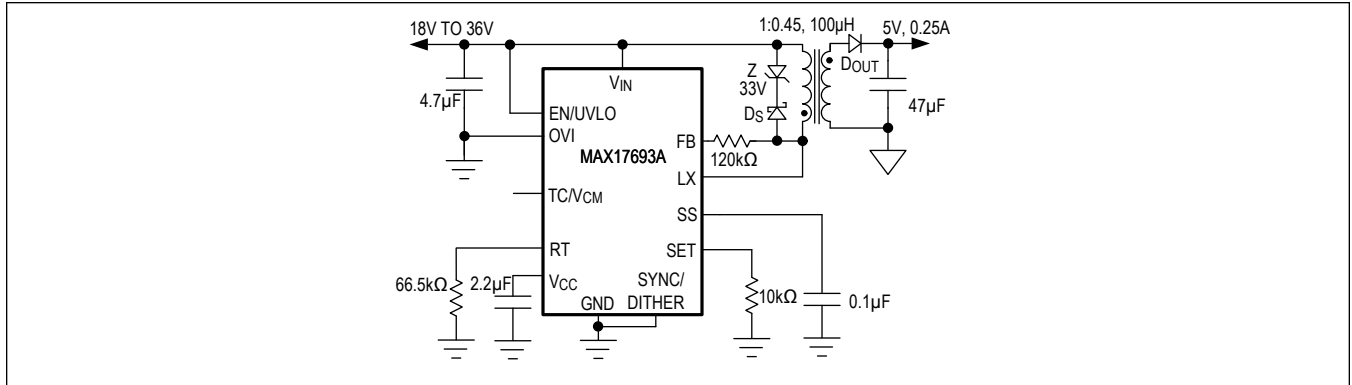 18V TO 36V
1:0.45, 100µH
5V, 0.25A
VIN
Z
33V
DOUT
4.7µF
47µF
EN/UVLO
DS
OVI
FB
MAX17693A
120kΩ
LX
TC/VCM
SS
RT
SET
66.5kΩ
2.2µF
VCC
SYNC/
DITHER
GND
10kΩ
0.1µF